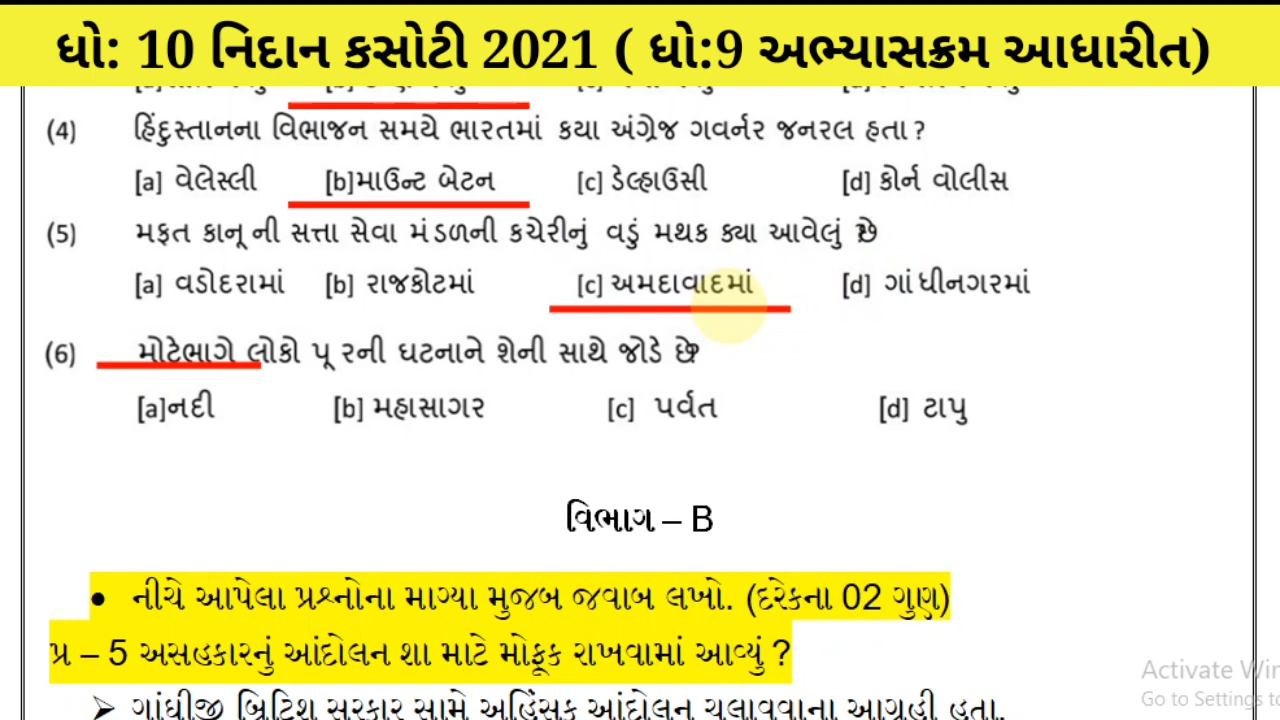 ધો: 10 નિદાન કસોટી 2021 ( ધો:9 અભ્યાસક્રમ આધારીત)
(4) હિંદુસ્તાનના વિભાજન સમયે ભારતમાં કયા અંગ્રેજ ગવર્નર જનરલ હતા ?
[a] વેલેસ્લી [b]માઉન્ટ બેટન [c] ડેલ્હાઉસી [d] કોર્ન વોલીસ
(5) મફત કાનૂની સત્તા સેવા મંડળની કચેરીનું વડું મથક ક્યા આવેલું છે
[a] વડોદરામાં [b] રાજકોટમાં [c] અમદાવાદમાં [d] ગાંધીનગરમાં
(6) મોટેભાગે લોકો પૂરની ઘટનાને શેની સાથે જોડે છે?
[a]નદી [b] મહાસાગર [c] પર્વત [d] ટાપુ
વિભાગ – B
• નીચે આપેલા પ્રશ્નોના માગ્યા મુજબ જવાબ લખો. (દરેકના 02 ગુણ)
પ્ર – 5 અસહકારનું આંદોલન શા માટે મોફૂક રાખવામાં આવ્યું ?
➢ ગાંધીજી બ્રિટિશ સરકાર સામે અહિંસક આંદોલન ચલાવવાના આગ્રહી હતા.
Activate Win
Go to Settings to